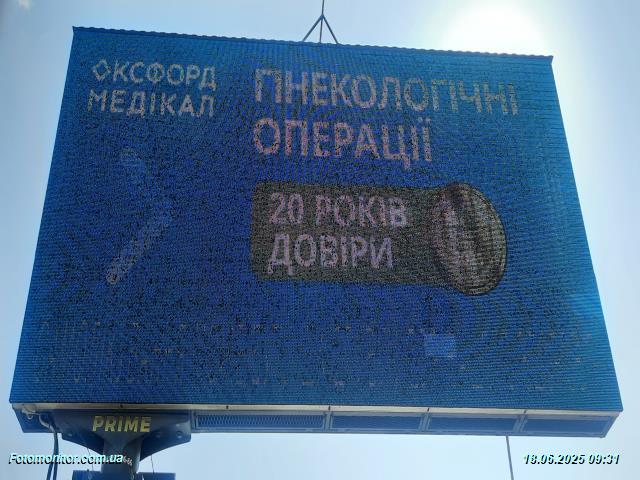 ОКСФОРД
МЕДІКАЛ
ГІНЕКОЛОГІЧНІ
ОПЕРАЦІЇ
20 РОКІВ
ДОВІРИ
PRIME
Fotomonitor.com.ua
18.06.2025 09:31